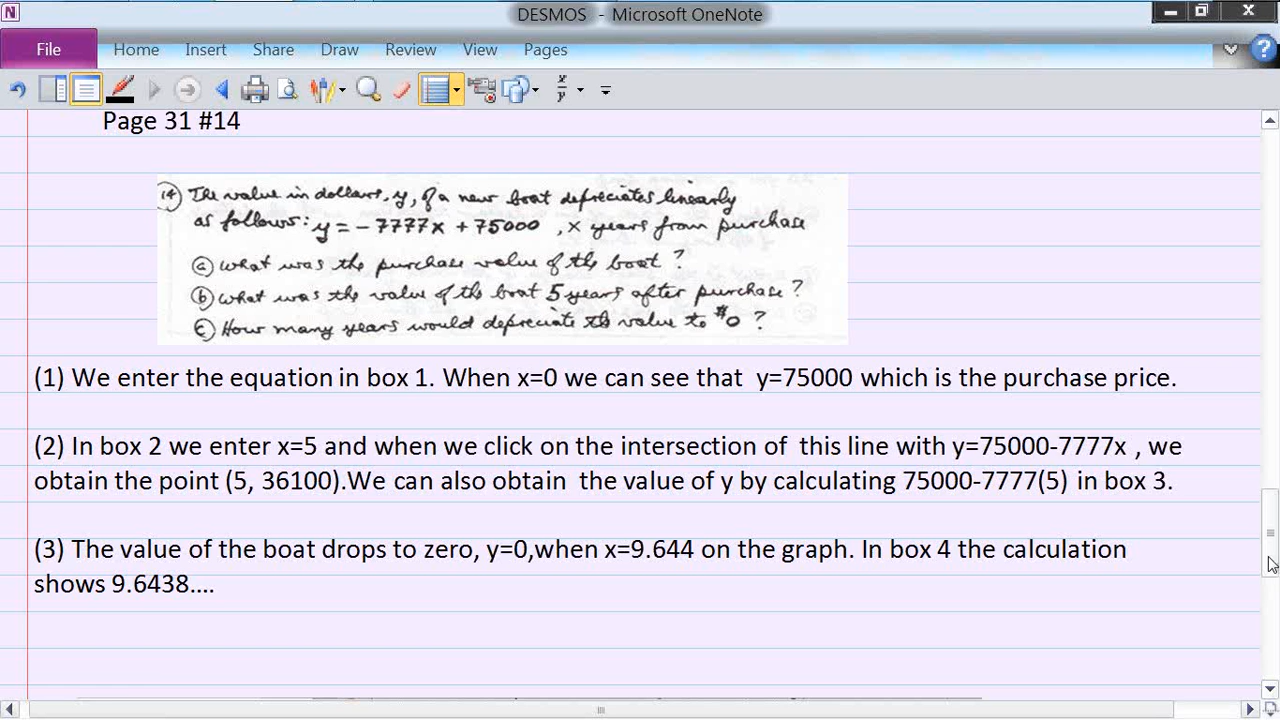 DESMOS - Microsoft OneNote
File Home Insert Share Draw Review View Pages
Page 31 #14
14 The value in dollars, y, of a new boat depreciates linearly
as follows: y = - 7777x + 75000 , x years from purchase
a What was the purchase value of the boat?
b What was the value of the boat 5 years after purchase?
c How many years would depreciate the value to $0?
(1) We enter the equation in box 1. When x=0 we can see that y=75000 which is the purchase price.
(2) In box 2 we enter x=5 and when we click on the intersection of this line with y=75000-7777x , we
obtain the point (5, 36100).We can also obtain the value of y by calculating 75000-7777(5) in box 3.
(3) The value of the boat drops to zero, y=0,when x=9.644 on the graph. In box 4 the calculation
shows 9.6438....